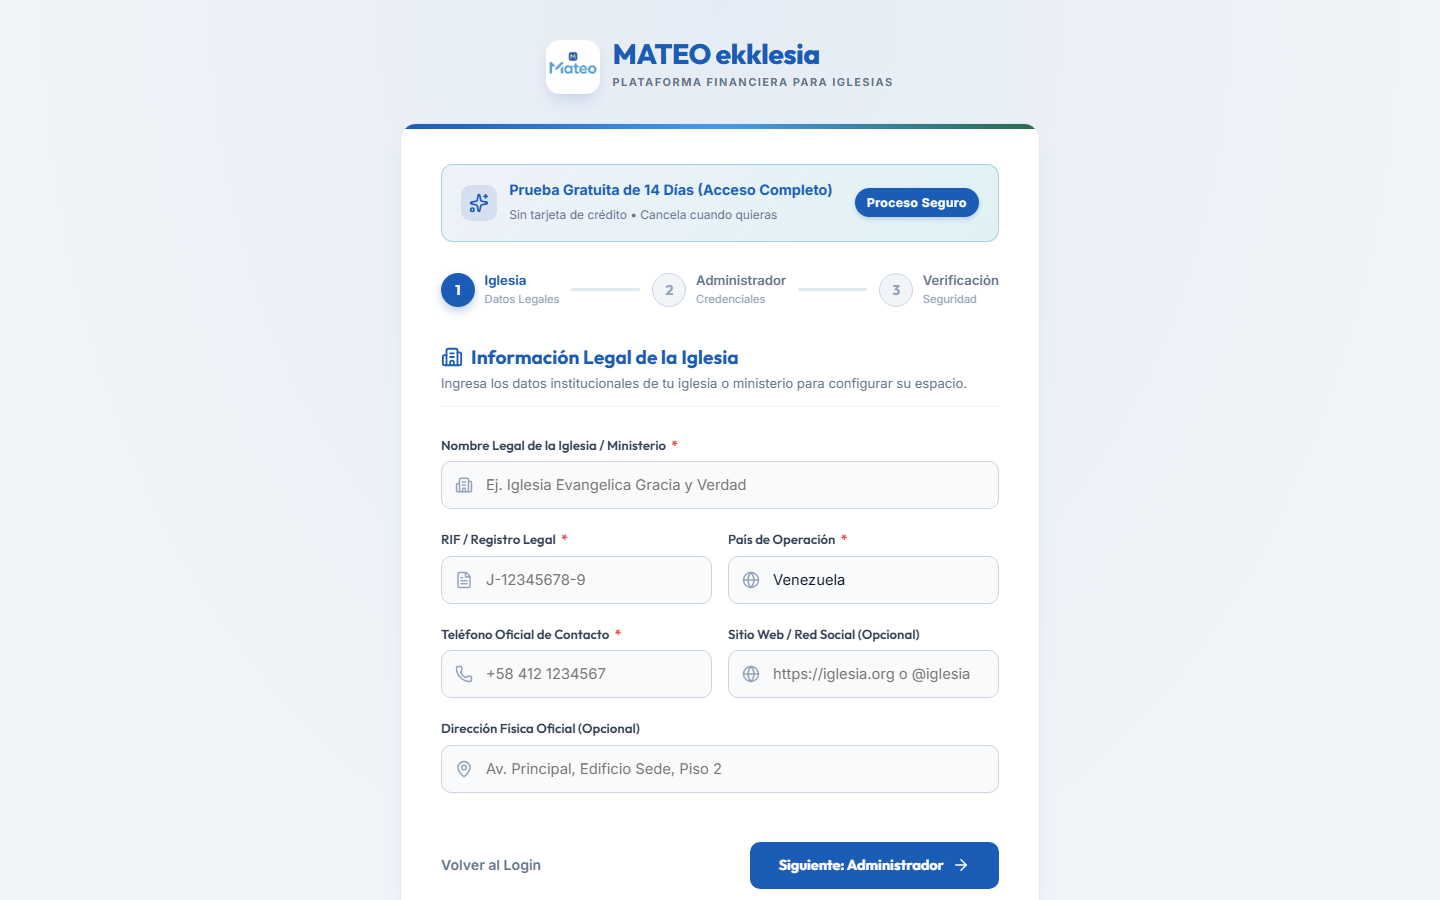 Mateo
MATEO ekklesia
PLATAFORMA FINANCIERA PARA IGLESIAS
Prueba Gratuita de 14 Días (Acceso Completo)
Sin tarjeta de crédito • Cancela cuando quieras
Proceso Seguro
1
Iglesia
Datos Legales
2
Administrador
Credenciales
3
Verificación
Seguridad
Información Legal de la Iglesia
Ingresa los datos institucionales de tu iglesia o ministerio para configurar su espacio.
Nombre Legal de la Iglesia / Ministerio *
Ej. Iglesia Evangelica Gracia y Verdad
RIF / Registro Legal *
J-12345678-9
País de Operación *
Venezuela
Teléfono Oficial de Contacto *
+58 412 1234567
Sitio Web / Red Social (Opcional)
https://iglesia.org o @iglesia
Dirección Física Oficial (Opcional)
Av. Principal, Edificio Sede, Piso 2
Volver al Login
Siguiente: Administrador